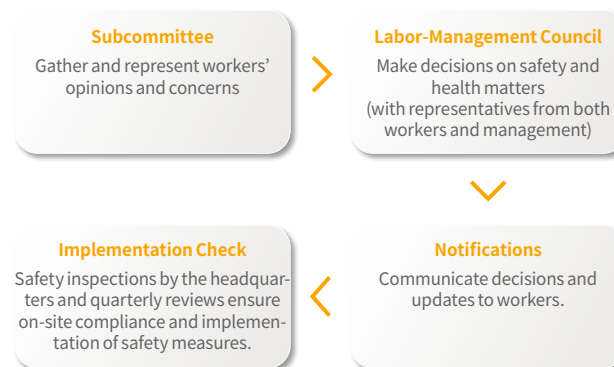 Subcommittee
Gather and represent workers’
opinions and concerns
Labor-Management Council
Make decisions on safety and
health matters
(with representatives from both
workers and management)
Implementation Check
Safety inspections by the headquar-
ters and quarterly reviews ensure
on-site compliance and implemen-
tation of safety measures.
Notifications
Communicate decisions and
updates to workers.